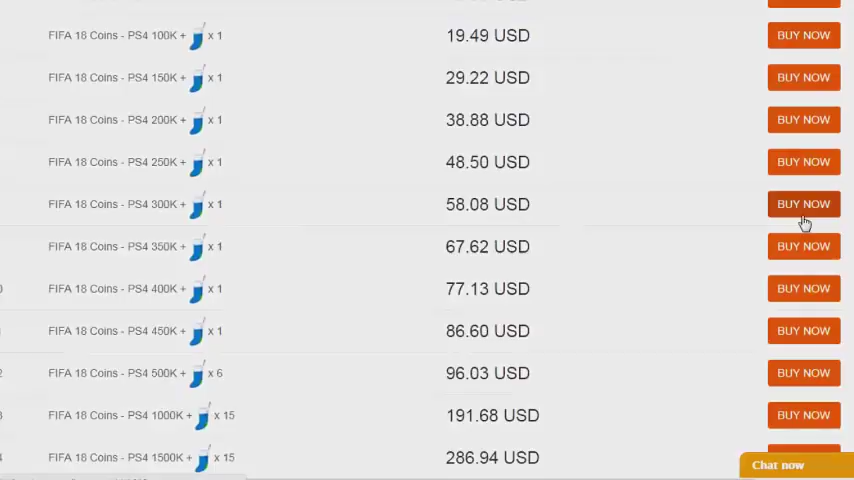 FIFA 18 Coins - PS4 100K + x 1 19.49 USD BUY NOW
FIFA 18 Coins - PS4 150K + x 1 29.22 USD BUY NOW
FIFA 18 Coins - PS4 200K + x 1 38.88 USD BUY NOW
FIFA 18 Coins - PS4 250K + x 1 48.50 USD BUY NOW
FIFA 18 Coins - PS4 300K + x 1 58.08 USD BUY NOW
FIFA 18 Coins - PS4 350K + x 1 67.62 USD BUY NOW
0 FIFA 18 Coins - PS4 400K + x 1 77.13 USD BUY NOW
FIFA 18 Coins - PS4 450K + x 1 86.60 USD BUY NOW
2 FIFA 18 Coins - PS4 500K + x 6 96.03 USD BUY NOW
3 FIFA 18 Coins - PS4 1000K + x 15 191.68 USD BUY NOW
4 FIFA 18 Coins - PS4 1500K + x 15 286.94 USD
Chat now